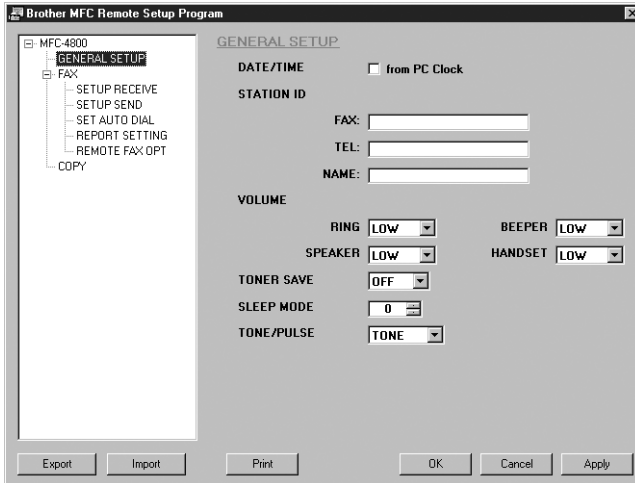 Brother MFC Remote Setup Program
MFC-4800
GENERAL SETUP
FAX
SETUP RECEIVE
SETUP SEND
SET AUTO DIAL
REPORT SETTING
REMOTE FAX OPT
COPY
GENERAL SETUP
DATE/TIME from PC Clock
STATION ID
FAX:
TEL:
NAME:
VOLUME
RING LOW BEEPER LOW
SPEAKER LOW HANDSET LOW
TONER SAVE OFF
SLEEP MODE 0
TONE/PULSE TONE
Export Import Print OK Cancel Apply